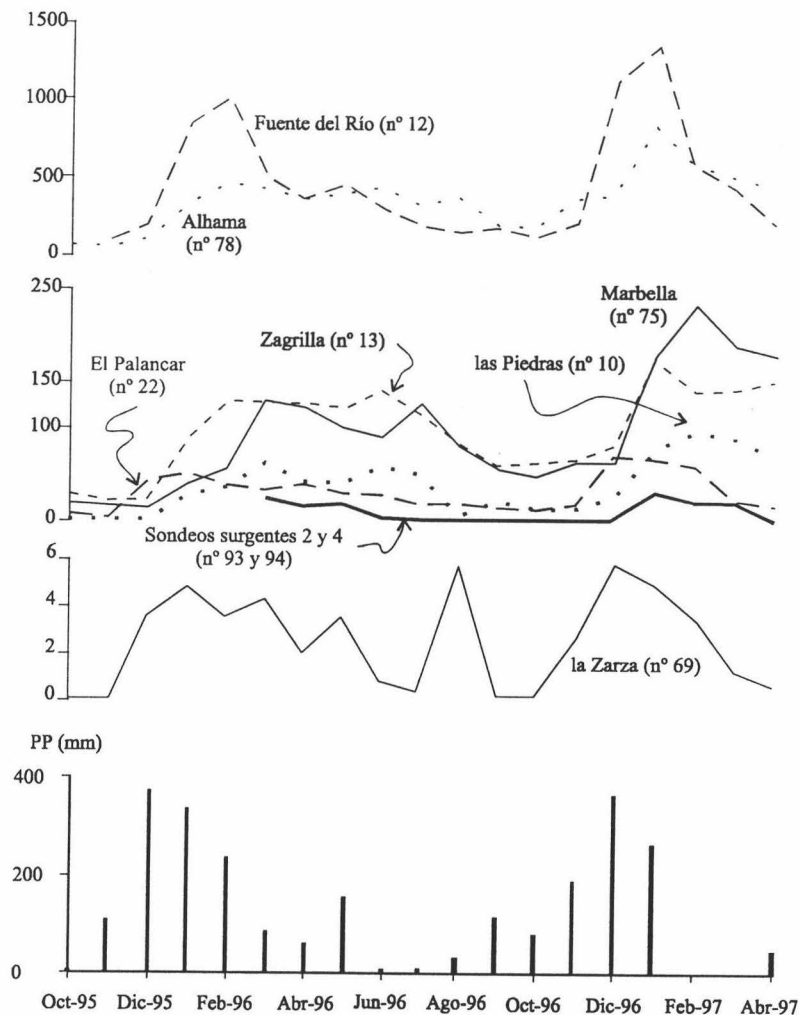 1500
1000
Fuente del Río (nº 12)
500
Alhama
(nº 78)
0
250
Marbella
(nº 75)
Zagrilla (nº 13)
El Palancar
(nº 22)
las Piedras (nº 10)
150
100
0
Sondeos surgentes 2 y 4
(nº 93 y 94)
6
4
2
la Zarza (nº 69)
0
PP (mm)
400
200
0
Oct-95 Dic-95 Feb-96 Abr-96 Jun-96 Ago-96 Oct-96 Dic-96 Feb-97 Abr-97